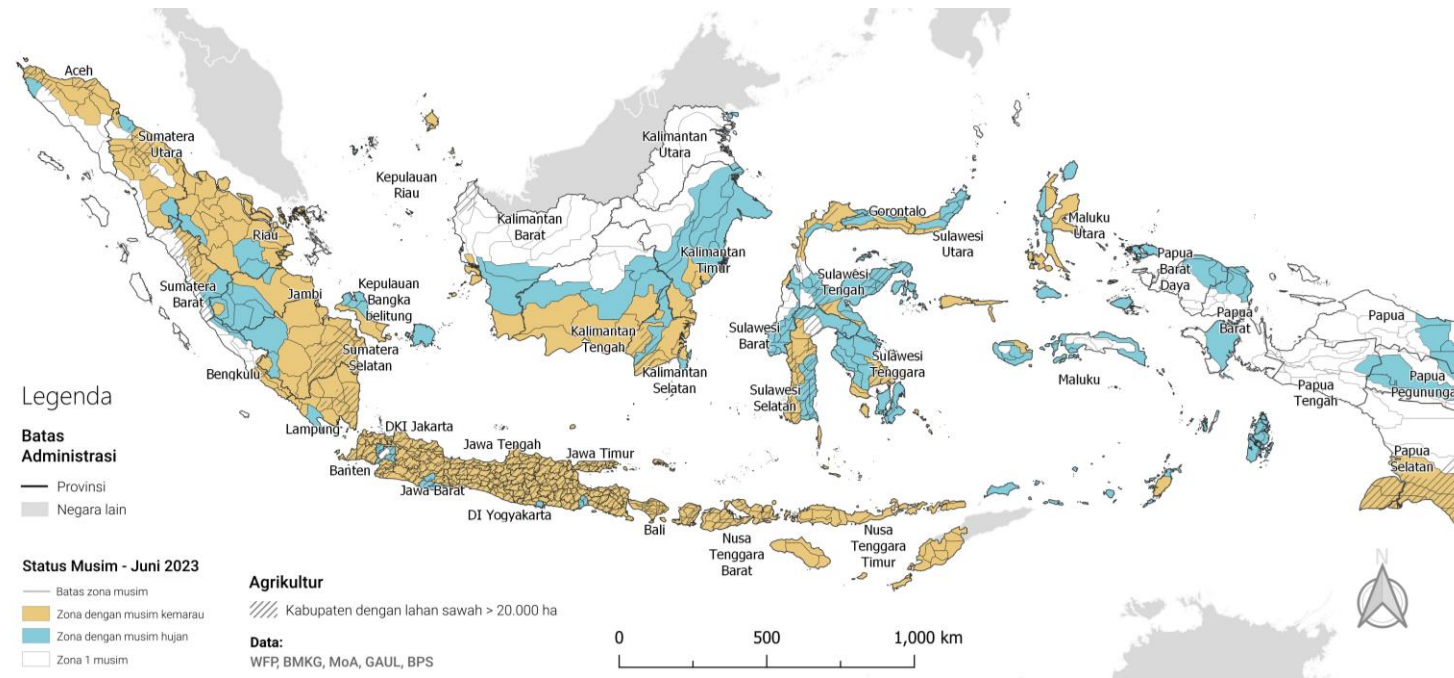 Aceh
Sumatera
Utara
Kepulauan
Riau
Riau
Sumatera
Barat
Jambi
Kepulauan
Bangka
belitung
Sumatera
Selatan
Bengkulu
Lampung
Kalimantan
Utara
Kalimantan
Barat
Kalimantan
Timur
Kalimantan
Tengah
Kalimantan
Selatan
Gorontalo
Sulawesi
Utara
Sulawesi
Tengah
Sulawesi
Barat
Sulawesi
Tenggara
Sulawesi
Selatan
Maluku
Utara
Maluku
Papua
Barat
Daya
Papua
Barat
Papua
Papua
Tengah
Papua
Pegunungan
Papua
Selatan
DKI Jakarta
Banten
Jawa Barat
Jawa Tengah
DI Yogyakarta
Jawa Timur
Bali
Nusa
Tenggara
Barat
Nusa
Tenggara
Timur
Legenda
Batas
Administrasi
Provinsi
Negara lain
Status Musim - Juni 2023
Batas zona musim
Zona dengan musim kemarau
Zona dengan musim hujan
Zona 1 musim
Agrikultur
Kabupaten dengan lahan sawah > 20.000 ha
Data:
WFP, BMKG, MoA, GAUL, BPS
0 500 1,000 km
N